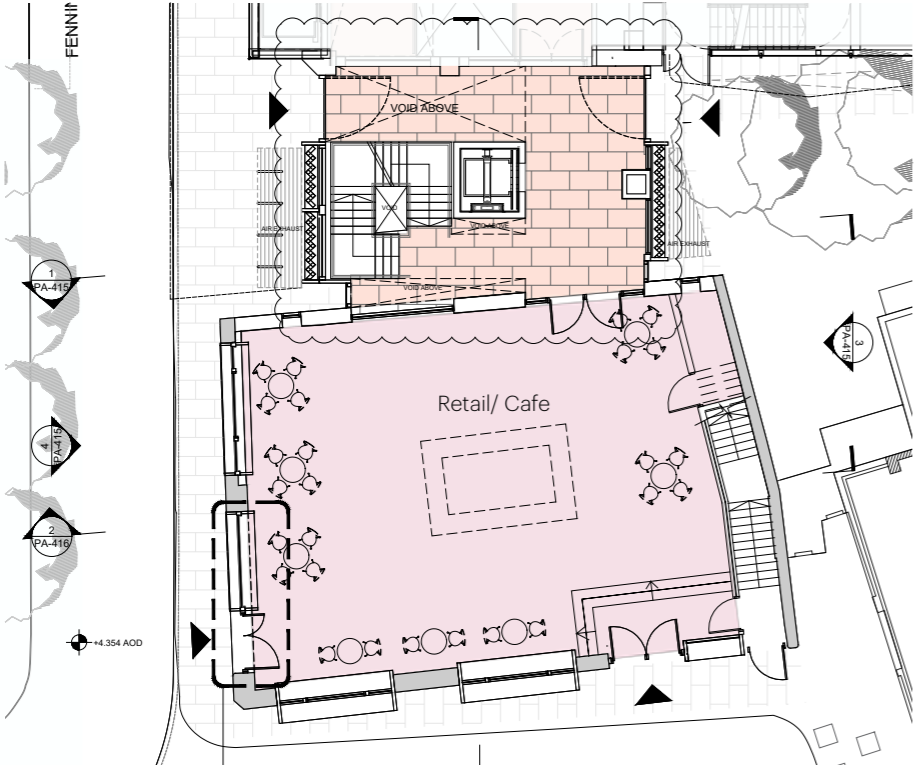 FENNIN
VOID ABOVE
VOID
VOID ABOVE
AIR EXHAUST
AIR EXHAUST
VOID ABOVE
1
PA-415
3
PA-415
Retail/ Cafe
4
PA-415
2
PA-416
+4.354 AOD